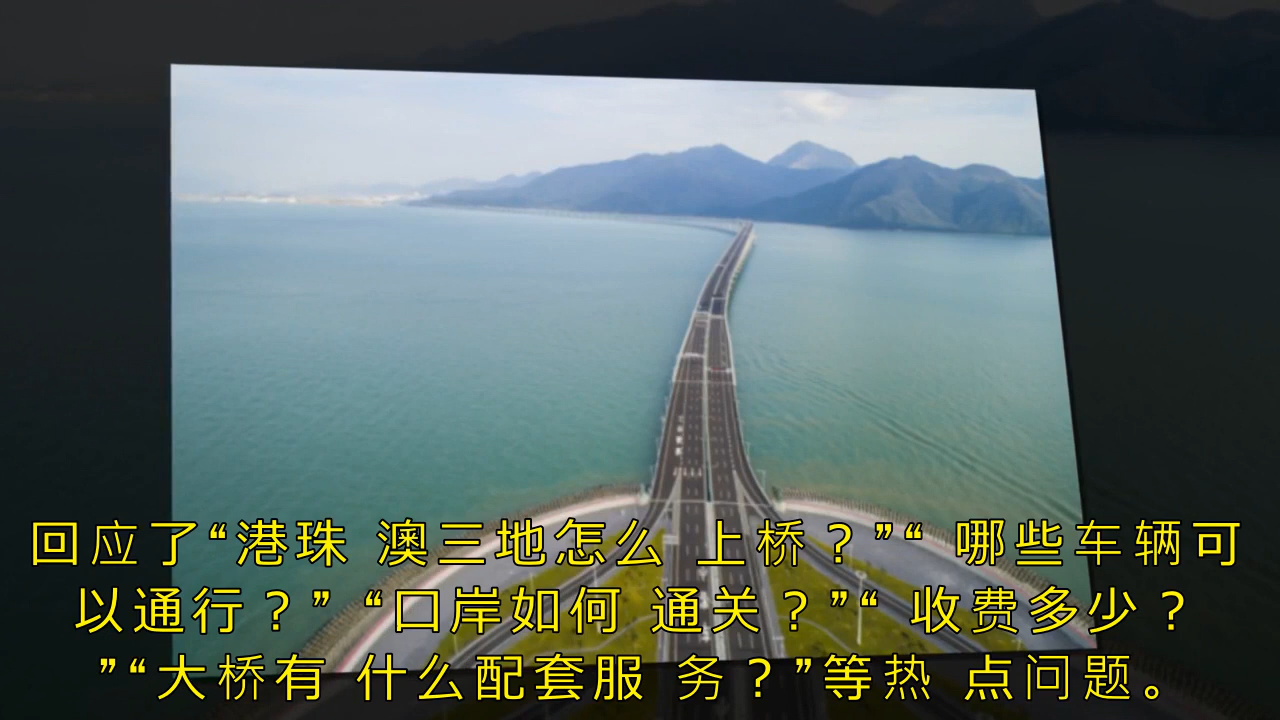 回应了“港珠 澳三地怎么 上桥？”“ 哪些车辆可
以通行？” “口岸如何 通关？”“ 收费多少？
”“大桥有 什么配套服 务？”等热 点问题。